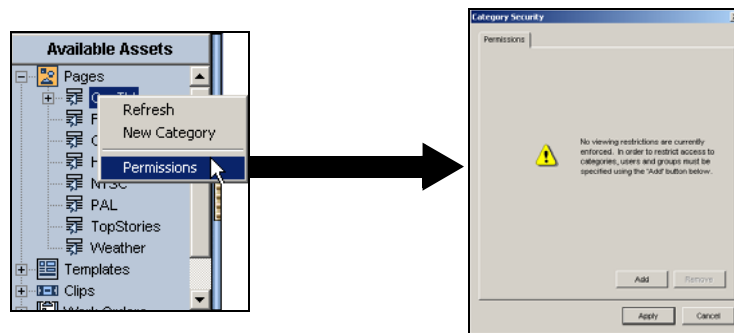 Available Assets
Pages
Refresh
New Category
Permissions
NTSC
PAL
TopStories
Weather
Templates
Clips
Category Security
Permissions
No viewing restrictions are currently
enforced. In order to restrict access to
categories, users and groups must be
specified using the 'Add' button below.
Add
Remove
Apply
Cancel